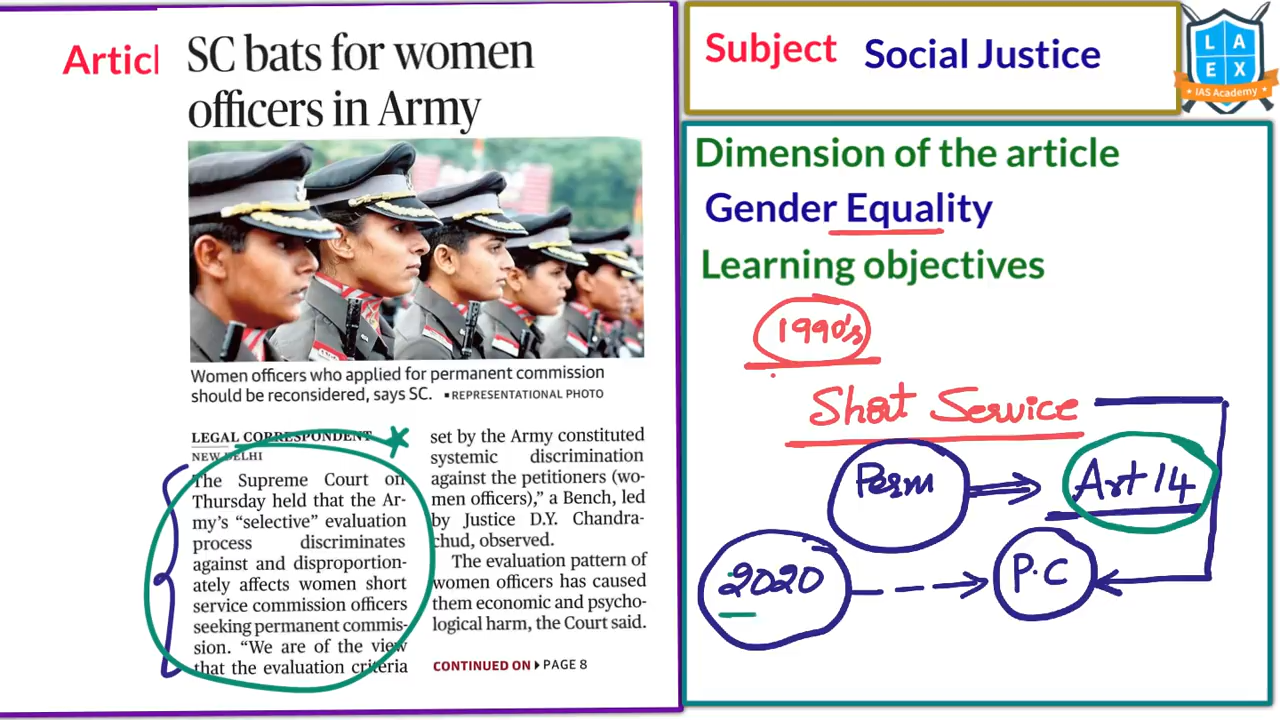 Articl
SC bats for women
officers in Army
Women officers who applied for permanent commission
should be reconsidered, says SC. ▪REPRESENTATIONAL PHOTO
LEGAL CORRESPONDENT
NEW DELHI
The Supreme Court on
Thursday held that the Ar-
my's "selective" evaluation
process discriminates
against and disproportion-
ately affects women short
service commission officers
seeking permanent commis-
sion. "We are of the view
that the evaluation criteria
set by the Army constituted
systemic discrimination
against the petitioners (wo-
men officers)," a Bench, led
by Justice D.Y. Chandra-
chud, observed.
The evaluation pattern of
women officers has caused
them economic and psycho-
logical harm, the Court said.
CONTINUED ON ▸ PAGE 8
Subject Social Justice
L A
E X
IAS Academy
Dimension of the article
Gender Equality
Learning objectives
1990's
Short Service
Perm Art 14
2020 P.C